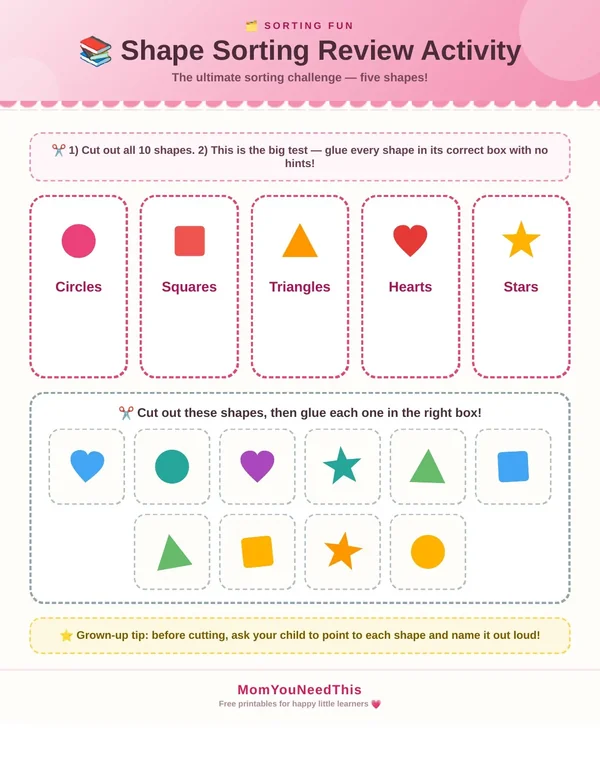 🗂️ SORTING FUN
📚 Shape Sorting Review Activity
The ultimate sorting challenge — five shapes!
✂️ 1) Cut out all 10 shapes. 2) This is the big test — glue every shape in its correct box with no
hints!
Circles
Squares
Triangles
Hearts
Stars
✂️ Cut out these shapes, then glue each one in the right box!
⭐ Grown-up tip: before cutting, ask your child to point to each shape and name it out loud!
MomYouNeedThis
Free printables for happy little learners 💗